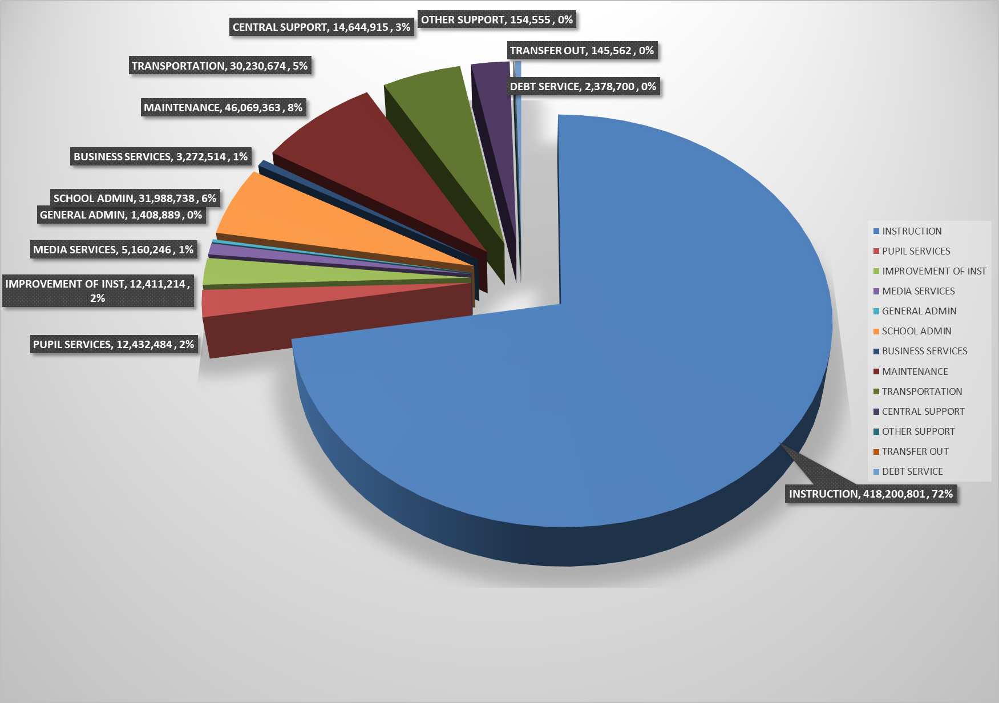 OTHER SUPPORT, 154,555 , 0%
CENTRAL SUPPORT, 14,644,915 , 3%
TRANSFER OUT, 145,562 , 0%
TRANSPORTATION, 30,230,674 , 5%
DEBT SERVICE, 2,378,700 , 0%
MAINTENANCE, 46,069,363 , 8%
BUSINESS SERVICES, 3,272,514 , 1%
SCHOOL ADMIN, 31,988,738 , 6%
GENERAL ADMIN, 1,408,889 , 0%
MEDIA SERVICES, 5,160,246 , 1%
IMPROVEMENT OF INST, 12,411,214 ,
2%
PUPIL SERVICES, 12,432,484 , 2%
INSTRUCTION
PUPIL SERVICES
IMPROVEMENT OF INST
MEDIA SERVICES
GENERAL ADMIN
SCHOOL ADMIN
BUSINESS SERVICES
MAINTENANCE
TRANSPORTATION
CENTRAL SUPPORT
OTHER SUPPORT
TRANSFER OUT
DEBT SERVICE
INSTRUCTION, 418,200,801 , 72%